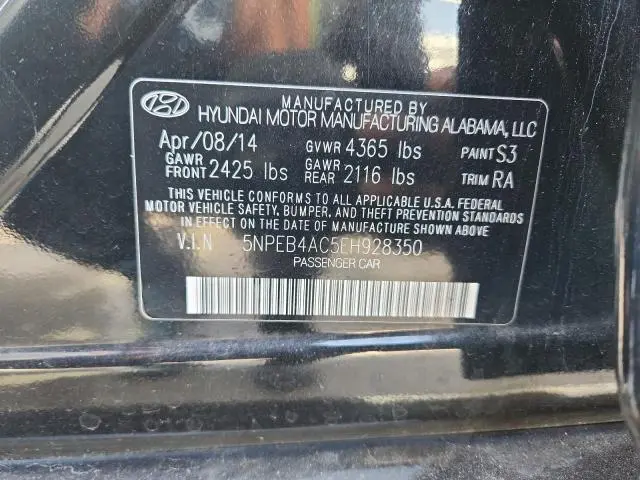 MANUFACTURED BY
HYUNDAI MOTOR MANUFACTURING ALABAMA, LLC
Apr/08/14 GVWR 4365 lbs PAINT S3
GAWR FRONT 2425 lbs GAWR REAR 2116 lbs TRIM RA
THIS VEHICLE CONFORMS TO ALL APPLICABLE U.S.A. FEDERAL
MOTOR VEHICLE SAFETY, BUMPER, AND THEFT PREVENTION STANDARDS
IN EFFECT ON THE DATE OF MANUFACTURE SHOWN ABOVE
V.I.N 5NPEB4AC5EH928350
PASSENGER CAR